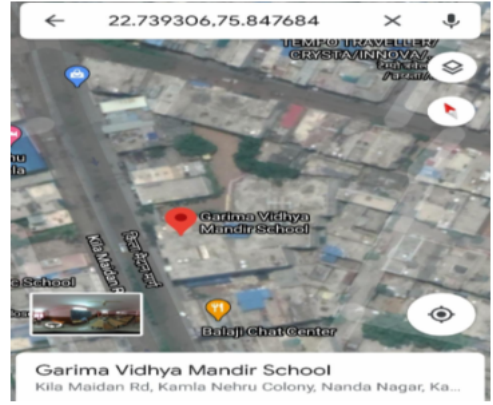 22.739306,75.847684
TEMPO TRAVELLER/
CRYSTA/INNOVA/
Garima Vidhya
Mandir School
Kila Maidan R
किला मैदान मार्ग
School
Balaji Chat Center
Garima Vidhya Mandir School
Kila Maidan Rd, Kamla Nehru Colony, Nanda Nagar, Ka...